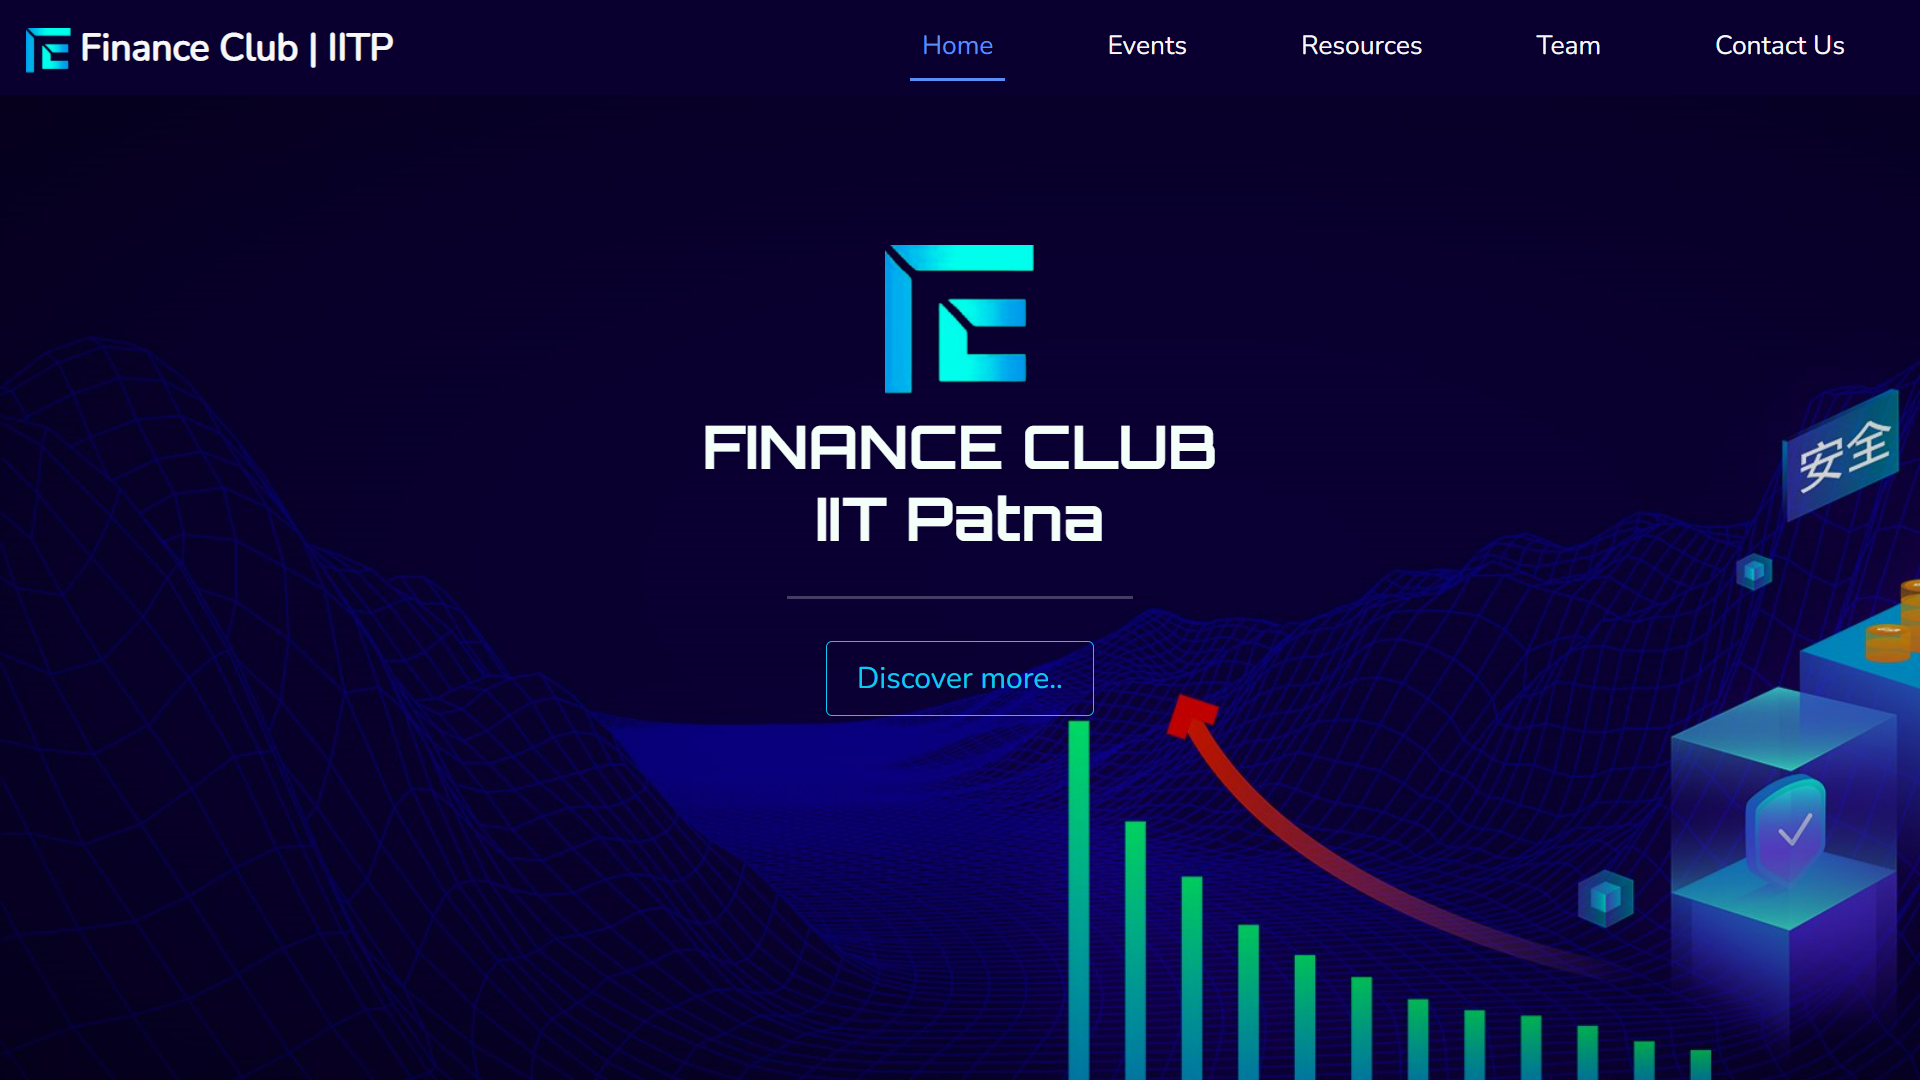 Finance Club | IITP
Home
Events
Resources
Team
Contact Us
FINANCE CLUB
IIT Patna
Discover more..
安全